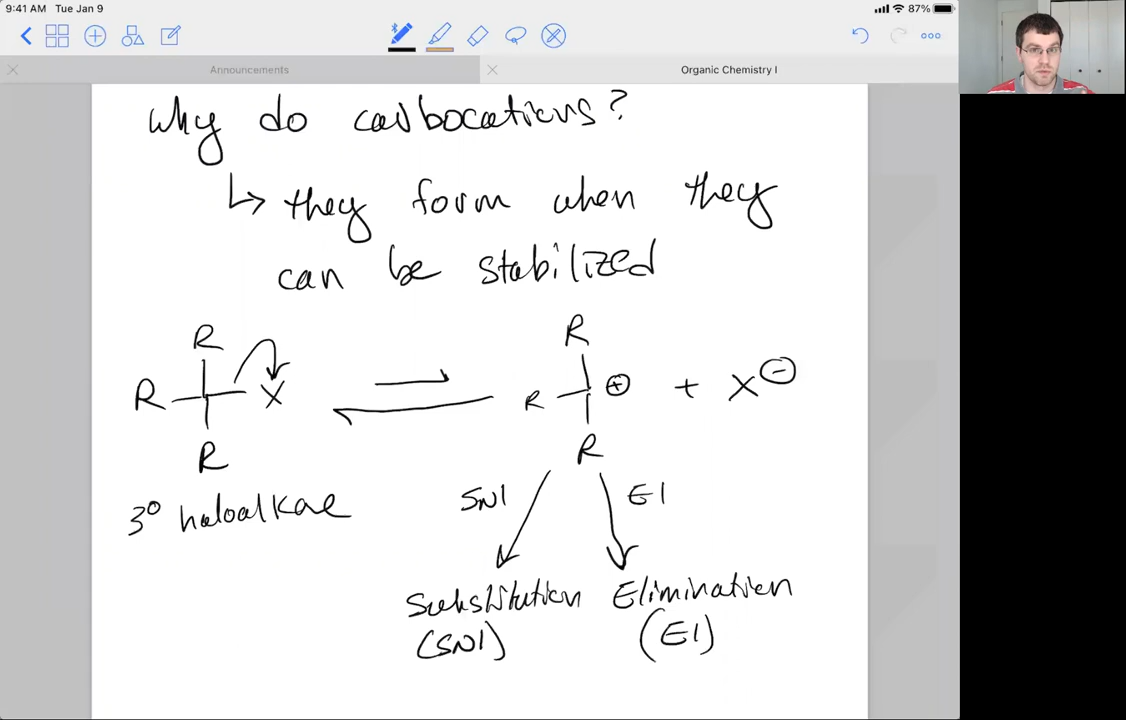 9:41 AM Tue Jan 9
87%
Announcements
Organic Chemistry I
why do carbocations?
↳ they form when they
can be stabilized
R
R
X
R
R
R
⊕ + X⊖
R
3° haloalkae
SN1
E1
Substitution Elimination
(SN1) (E1)